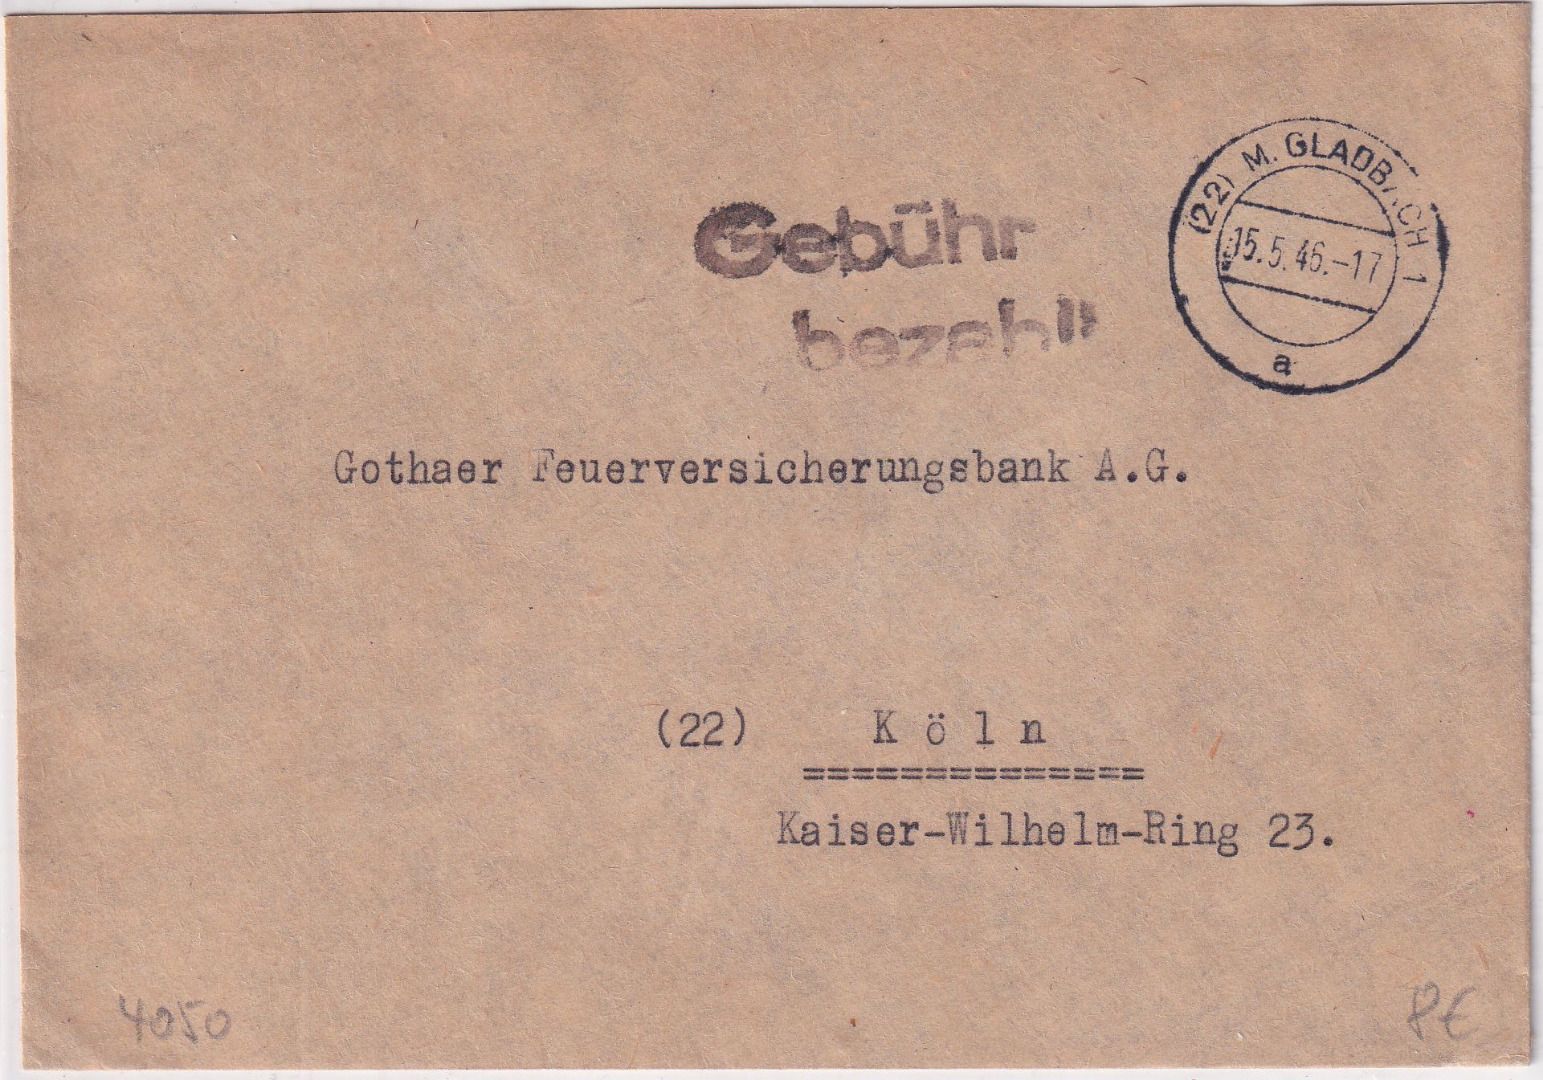 (22) M. GLADBACH 1
15.5.46.-17
a
Gebühr
bezahlt
Gothaer Feuerversicherungsbank A.G.
(22) Köln
==============
Kaiser-Wilhelm-Ring 23.
4050
8€